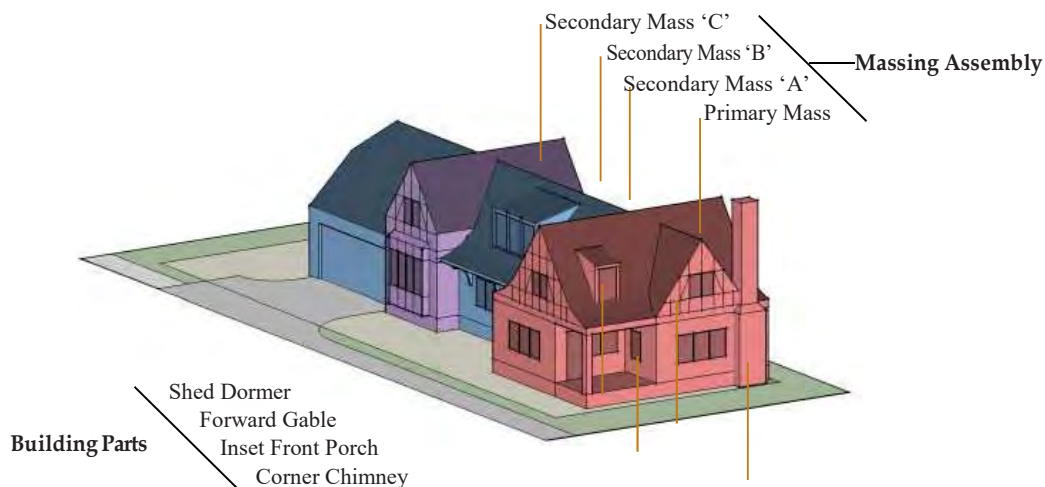 Secondary Mass ‘C’
Secondary Mass ‘B’
Secondary Mass ‘A’
Primary Mass
Massing Assembly
Shed Dormer
Forward Gable
Inset Front Porch
Corner Chimney
Building Parts